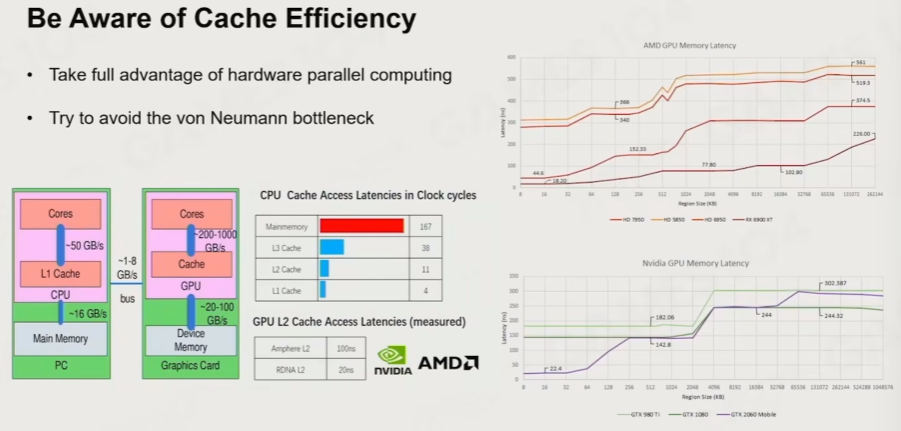 Be Aware of Cache Efficiency
• Take full advantage of hardware parallel computing
• Try to avoid the von Neumann bottleneck
Cores
~50 GB/s
L1 Cache
CPU
~16 GB/s
Main Memory
PC
~1-8
GB/s
bus
Cores
~200-1000
GB/s
Cache
GPU
~20-100
GB/s
Device
Memory
Graphics Card
CPU Cache Access Latencies in Clock cycles
Mainmemory 167
L3 Cache 38
L2 Cache 11
L1 Cache 4
GPU L2 Cache Access Latencies (measured)
Amphere L2 100ns
RDNA L2 20ns
NVIDIA
AMD
AMD GPU Memory Latency
Latency (ns)
600
500
400
300
200
100
0
44.6
18.20
366
340
152.33
77.80
102.80
561
519.3
374.5
226.00
8 16 32 64 128 256 512 1024 2048 4096 8192 16384 32768 65536 131072 262144
Region Size (KB)
HD 7950 HD 5850 HD 6950 RX 6900 XT
Nvidia GPU Memory Latency
Latency (ns)
350
300
250
200
150
100
50
0
22.4
182.06
142.8
244
302.387
244.32
8 16 32 64 128 256 512 1024 2048 4096 8192 16384 32768 65536 131072 262144 524288 1048576
Region Size (KB)
GTX 980 Ti GTX 1080 GTX 2060 Mobile